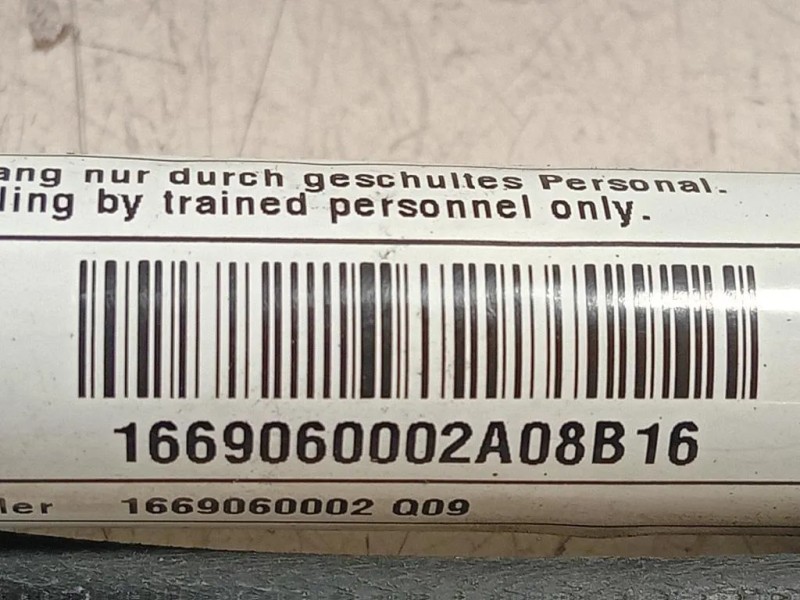 ang nur durch geschultes Personal.
ling by trained personnel only.
1669060002A08B16
ler 1669060002 Q09